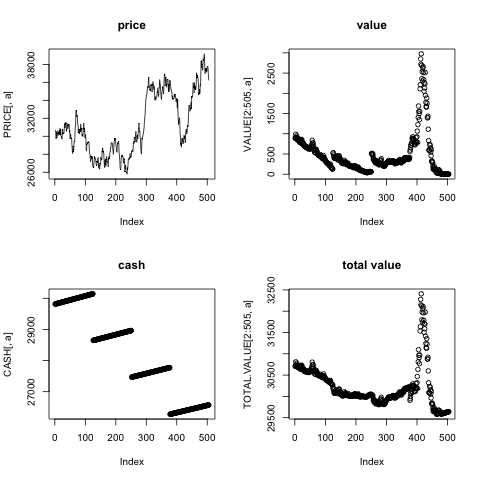 price
PRICE[, a]
26000 32000 38000
0 100 200 300 400 500
Index
value
VALUE[2:505, a]
0 500 1500 2500
0 100 200 300 400 500
Index
cash
CASH[, a]
27000 29000
0 100 200 300 400 500
Index
total value
TOTAL.VALUE[2:505, a]
29500 30500 31500 32500
0 100 200 300 400 500
Index